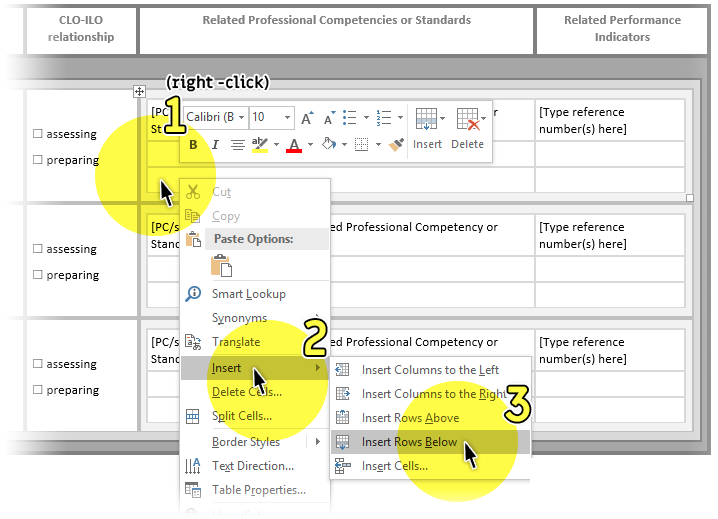 CLO-ILO
relationship
Related Professional Competencies or Standards
Related Performance
Indicators
(right -click)
1
[PC/
St
or
[Type reference
number(s) here]
☐ assessing
☐ preparing
Calibri (B
10
A
A
B
I
ab
A
Insert
Delete
Cut
Copy
Paste Options:
Smart Lookup
Synonyms
Translate
Insert
Delete Cells...
Split Cells...
Border Styles
Text Direction...
Table Properties...
[PC/s
Stand
ed Professional Competency or
[Type reference
number(s) here]
☐ assessing
☐ preparing
2
[PC/s
Stand
ed Professional Competency or
[Type reference
number(s) here]
☐ assessing
☐ preparing
Insert Columns to the Left
Insert Columns to the Right
Insert Rows Above
Insert Rows Below
Insert Cells...
3